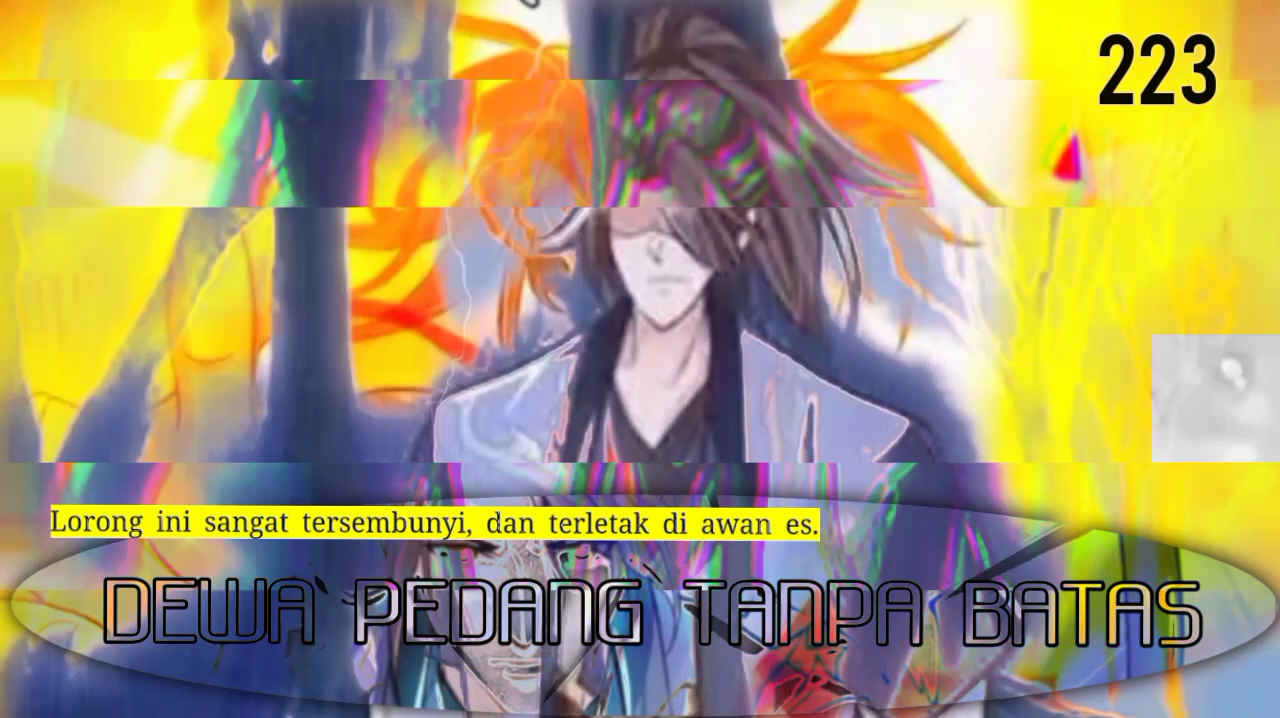 223
Lorong ini sangat tersembunyi, dan terletak di awan es.
DEWA PEDANG TANPA BATAS